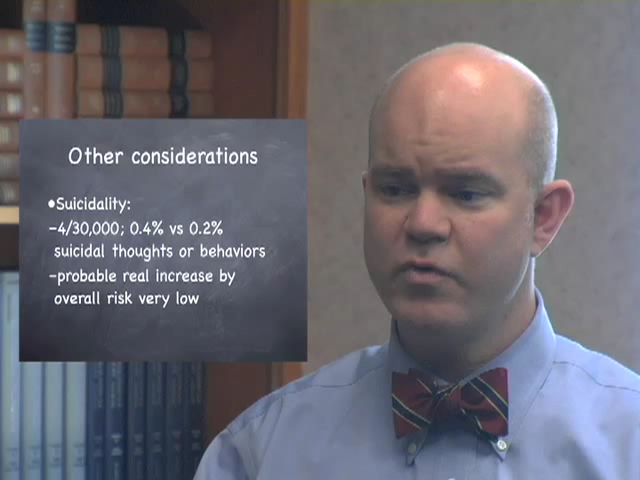 Other considerations
•Suicidality:
-4/30,000; 0.4% vs 0.2%
suicidal thoughts or behaviors
-probable real increase by
overall risk very low